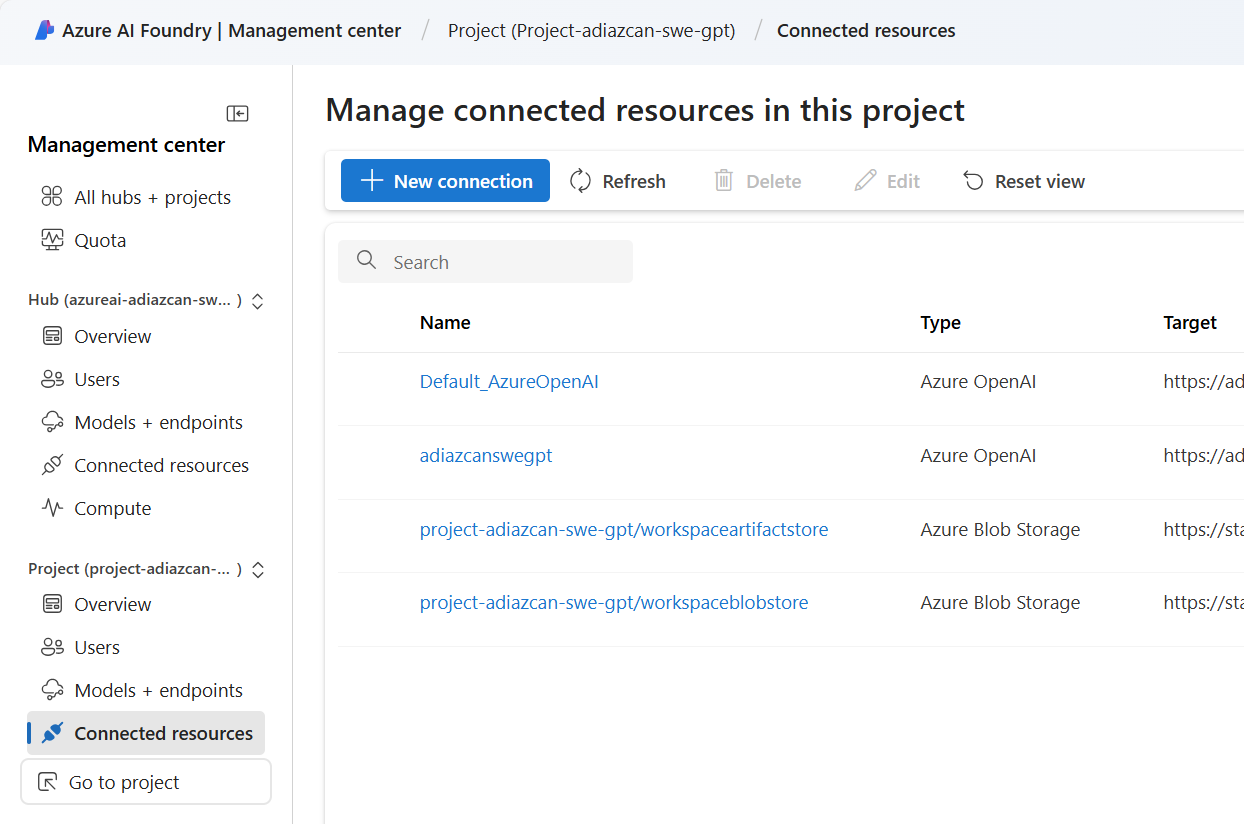 Azure AI Foundry | Management center / Project (Project-adiazcan-swe-gpt) / Connected resources
Management center
All hubs + projects
Quota
Hub (azureai-adiazcan-sw... )
Overview
Users
Models + endpoints
Connected resources
Compute
Project (project-adiazcan-... )
Overview
Users
Models + endpoints
Connected resources
Go to project
Manage connected resources in this project
New connection Refresh Delete Edit Reset view
Search
Name Type Target
Default_AzureOpenAI Azure OpenAI https://ad
adiazcanswegpt Azure OpenAI https://ad
project-adiazcan-swe-gpt/workspaceartifactstore Azure Blob Storage https://sta
project-adiazcan-swe-gpt/workspaceblobstore Azure Blob Storage https://sta